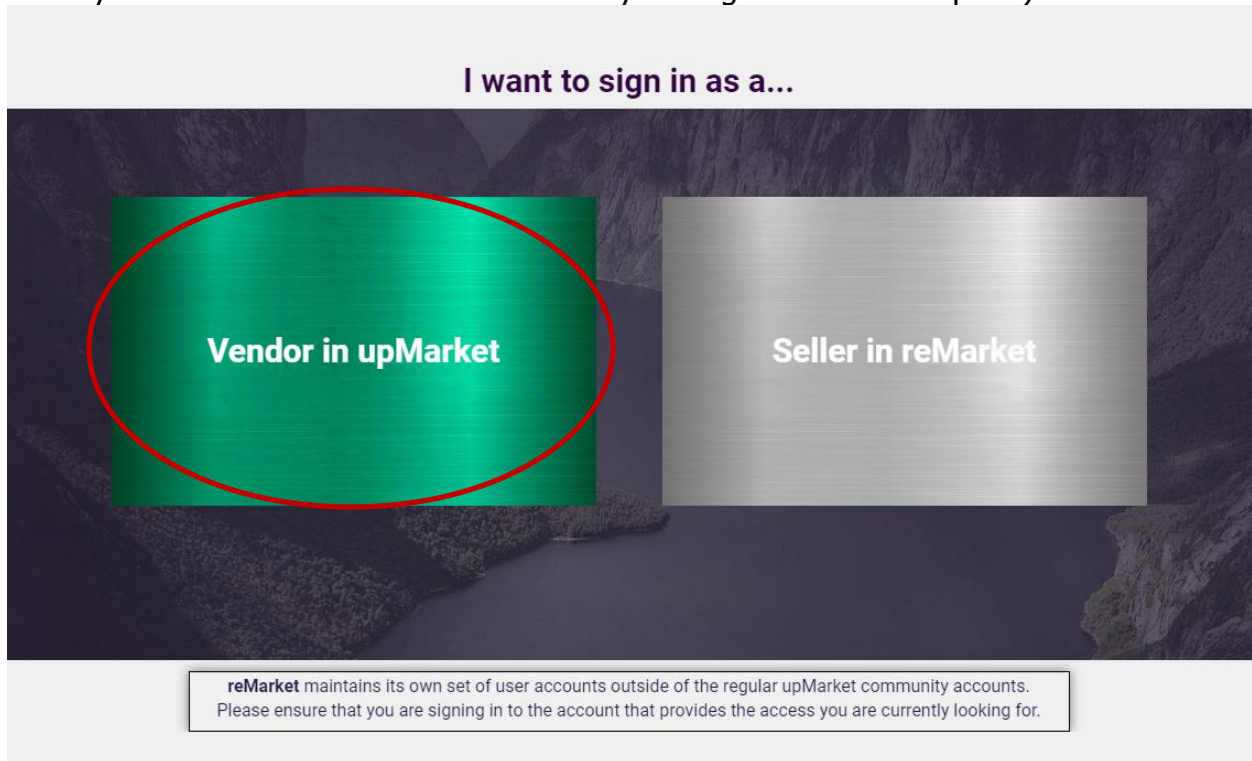 I want to sign in as a...
Vendor in upMarket
Seller in reMarket
reMarket maintains its own set of user accounts outside of the regular upMarket community accounts.
Please ensure that you are signing in to the account that provides the access you are currently looking for.